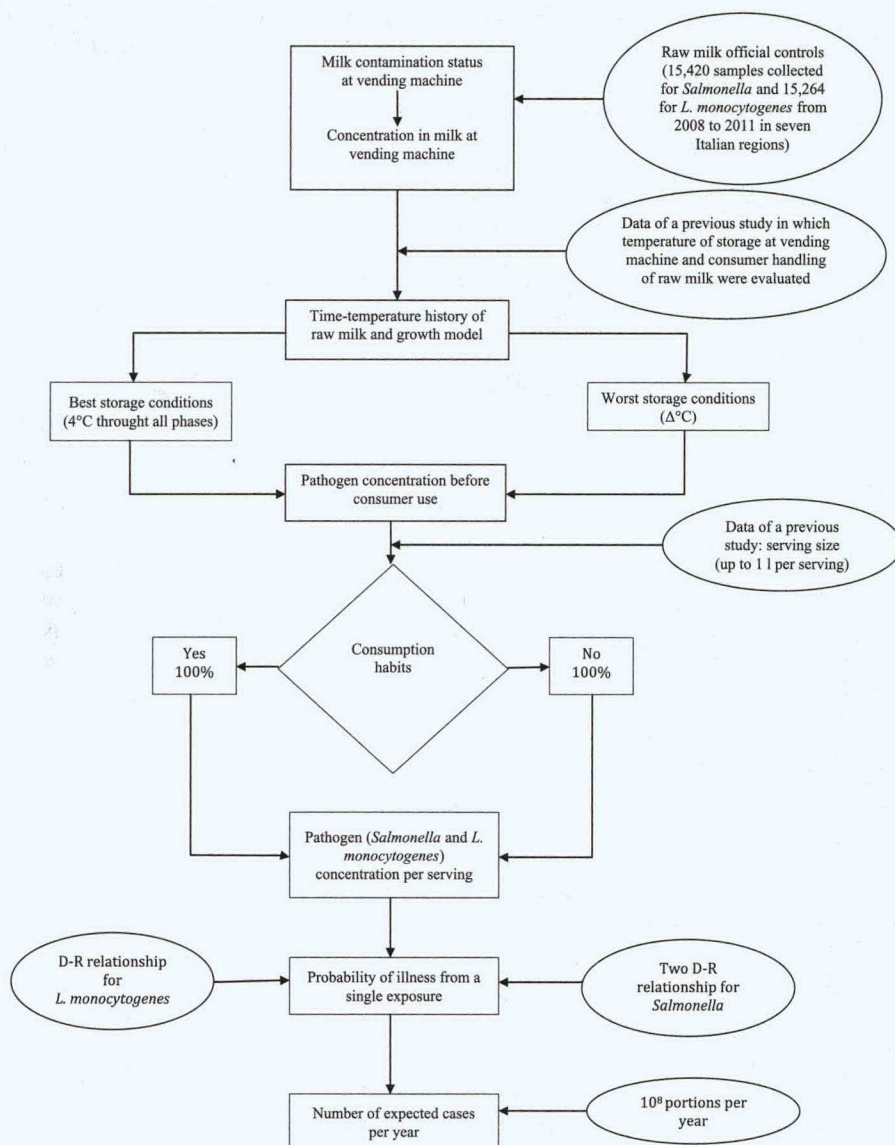 Milk contamination status
at vending machine
Concentration in milk at
vending machine
Raw milk official controls
(15,420 samples collected
for Salmonella and 15,264
for L. monocytogenes from
2008 to 2011 in seven
Italian regions)
Data of a previous study in which
temperature of storage at vending
machine and consumer handling
of raw milk were evaluated
Time-temperature history of
raw milk and growth model
Best storage conditions
(4°C throught all phases)
Worst storage conditions
(Δ°C)
Pathogen concentration before
consumer use
Data of a previous
study: serving size
(up to 1 l per serving)
Consumption
habits
Yes
100%
No
100%
Pathogen (Salmonella and L.
monocytogenes)
concentration per serving
D-R relationship
for
L. monocytogenes
Probability of illness from a
single exposure
Two D-R
relationship for
Salmonella
Number of expected cases
per year
10⁸ portions per
year